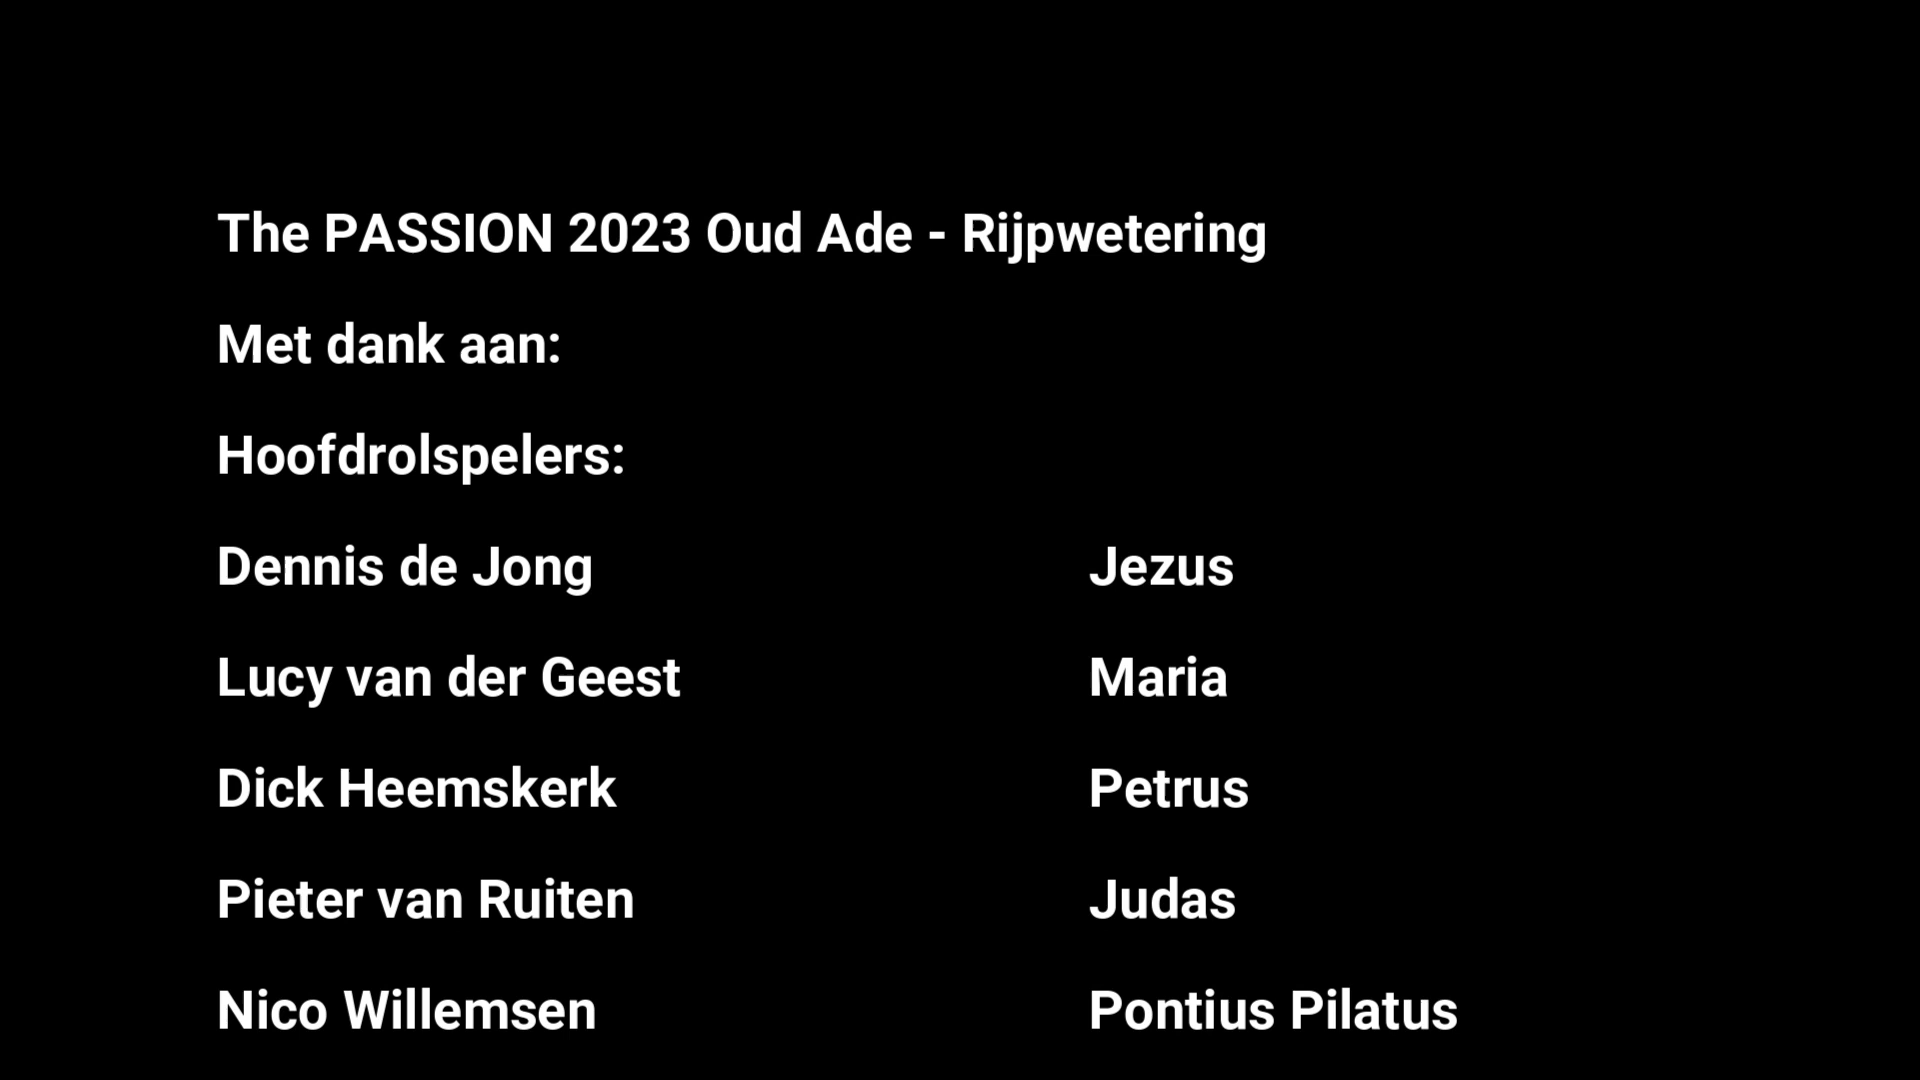 The PASSION 2023 Oud Ade - Rijpwetering
Met dank aan:
Hoofdrolspelers:
Dennis de Jong Jezus
Lucy van der Geest Maria
Dick Heemskerk Petrus
Pieter van Ruiten Judas
Nico Willemsen Pontius Pilatus